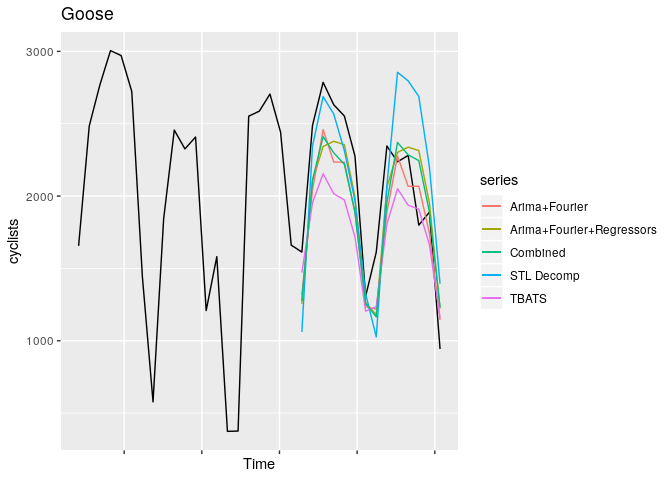 Goose
3000
2000
1000
cyclists
Time
series
Arima+Fourier
Arima+Fourier+Regressors
Combined
STL Decomp
TBATS